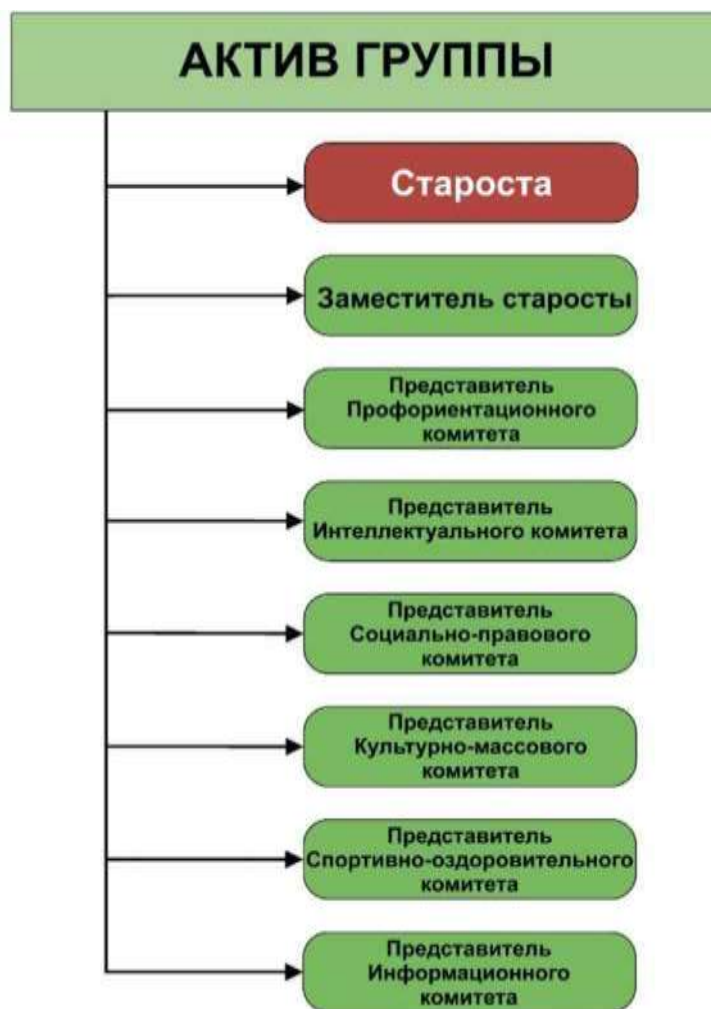 АКТИВ ГРУППЫ
Староста
Заместитель старосты
Представитель
Профориентационного
комитета
Представитель
Интеллектуального комитета
Представитель
Социально-правового
комитета
Представитель
Культурно-массового
комитета
Представитель
Спортивно-оздоровительного
комитета
Представитель
Информационного
комитета